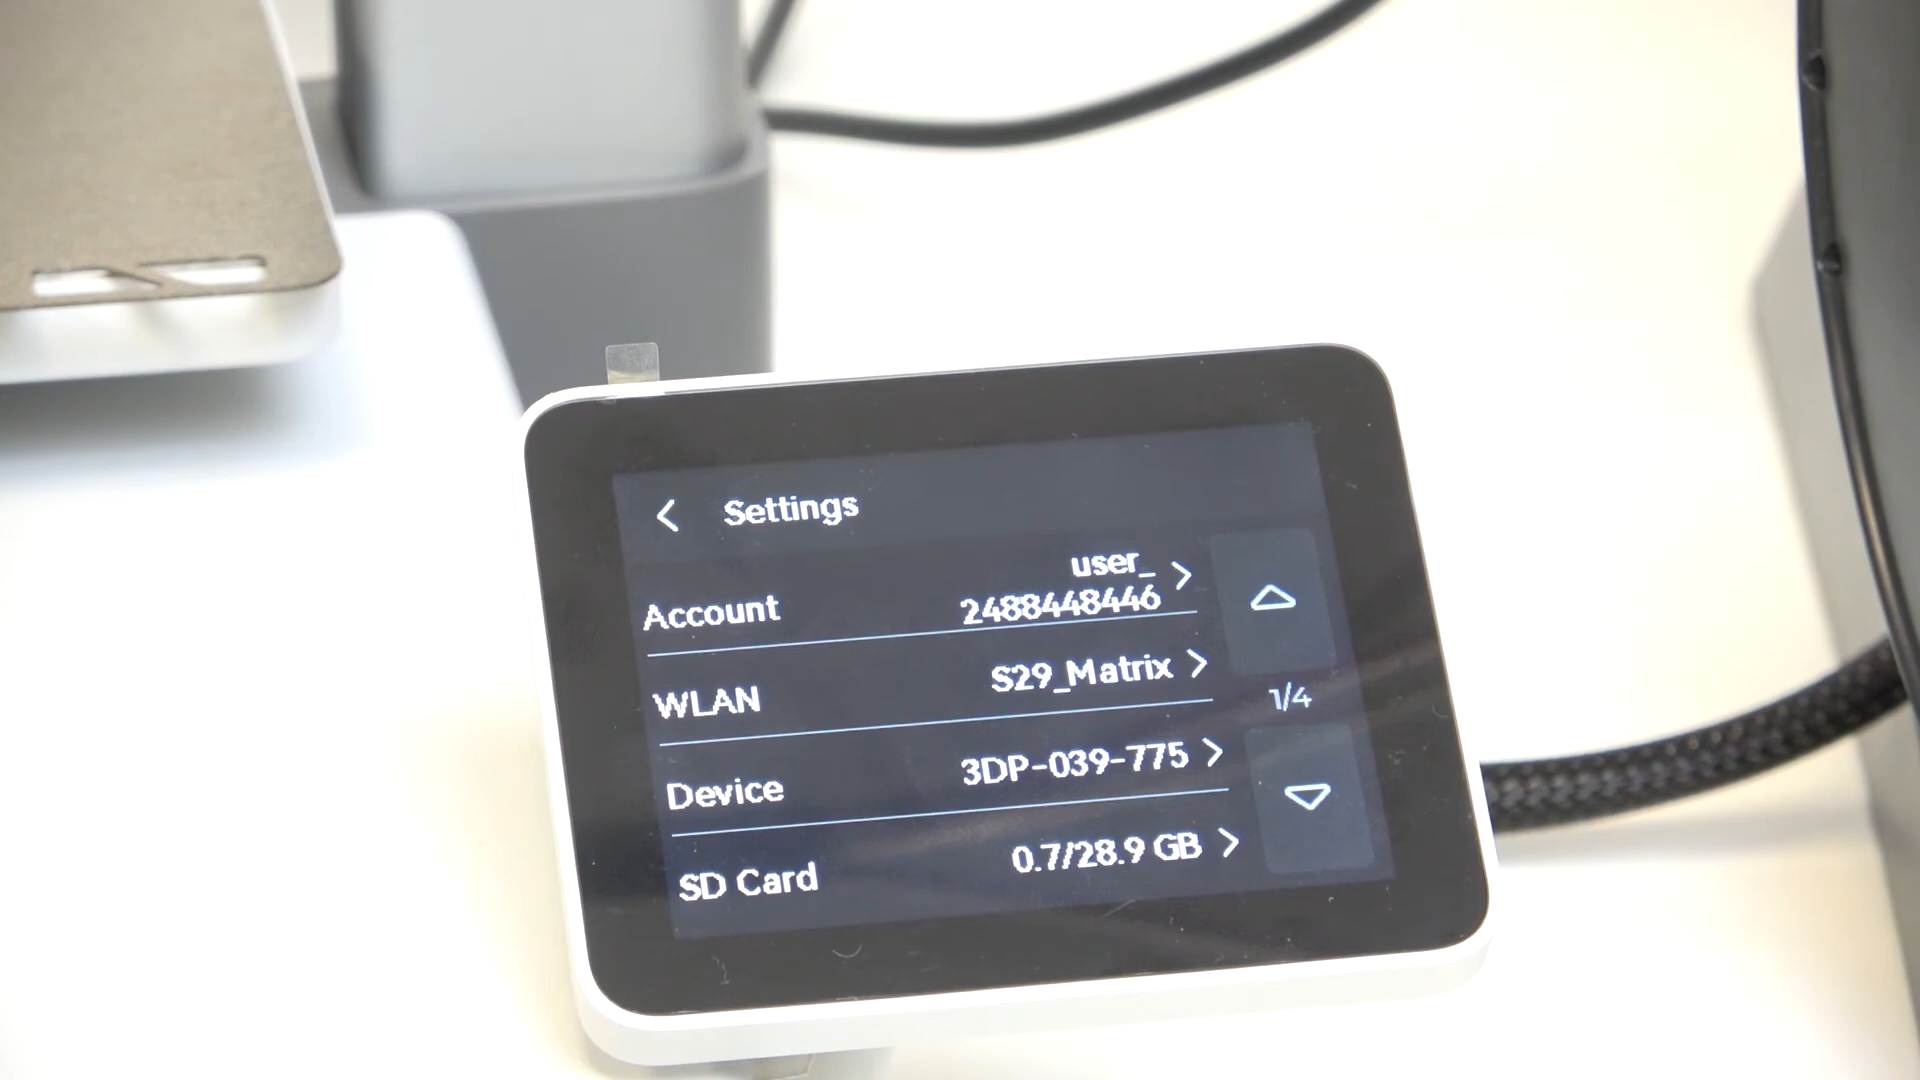 Settings
Account user_
2488448446
WLAN S29_Matrix
1/4
Device 3DP-039-775
SD Card 0.7/28.9 GB